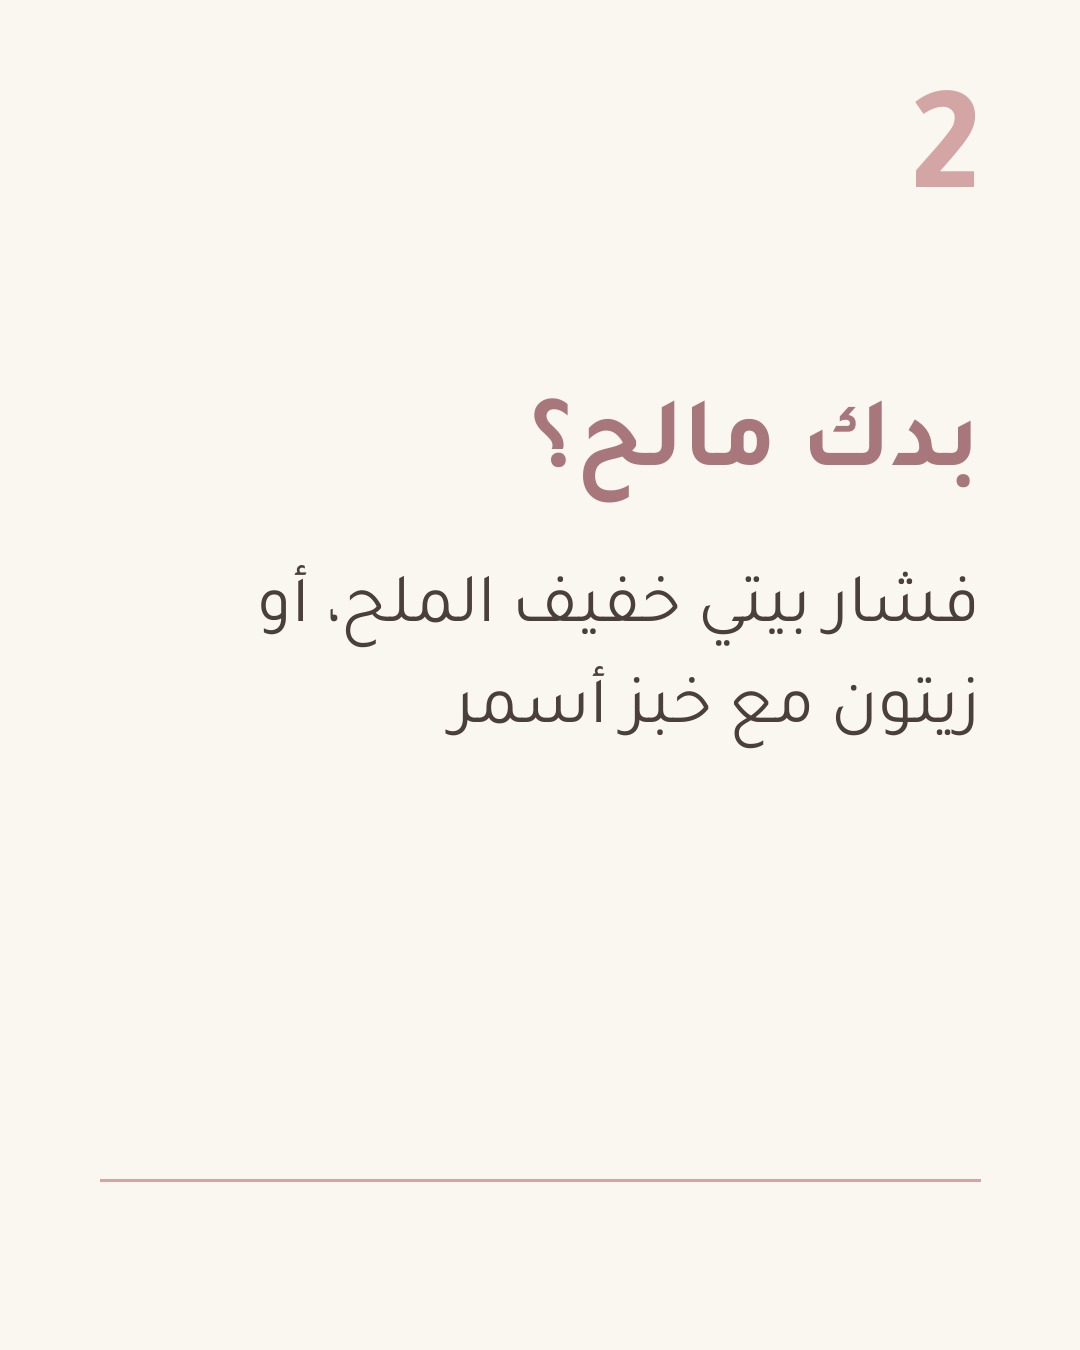 2
بدك مالح؟
فشار بيتي خفيف الملح، أو
زيتون مع خبز أسمر